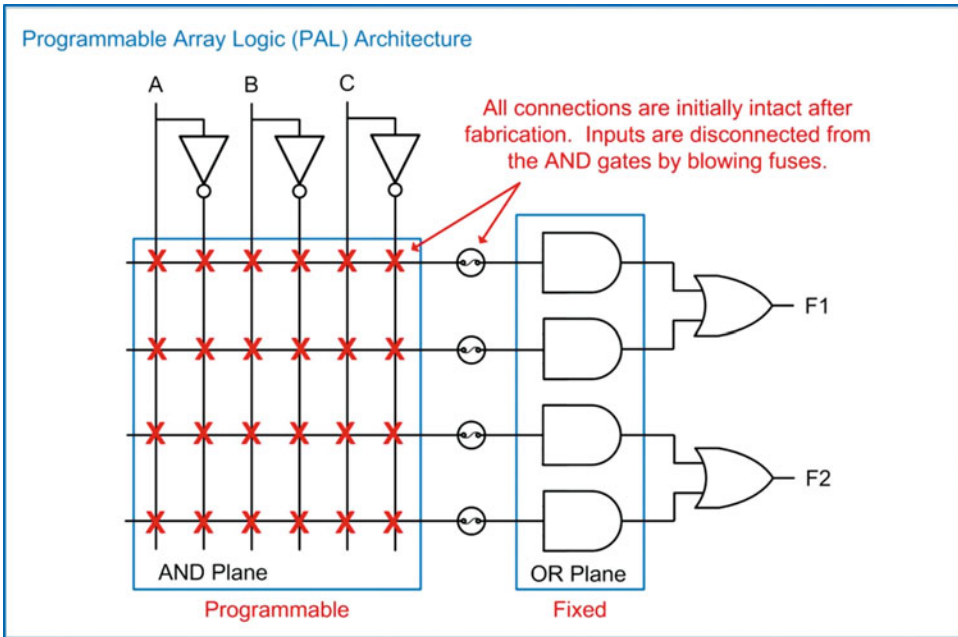 Programmable Array Logic (PAL) Architecture
A B C
All connections are initially intact after
fabrication. Inputs are disconnected from
the AND gates by blowing fuses.
F1
F2
AND Plane
OR Plane
Programmable
Fixed